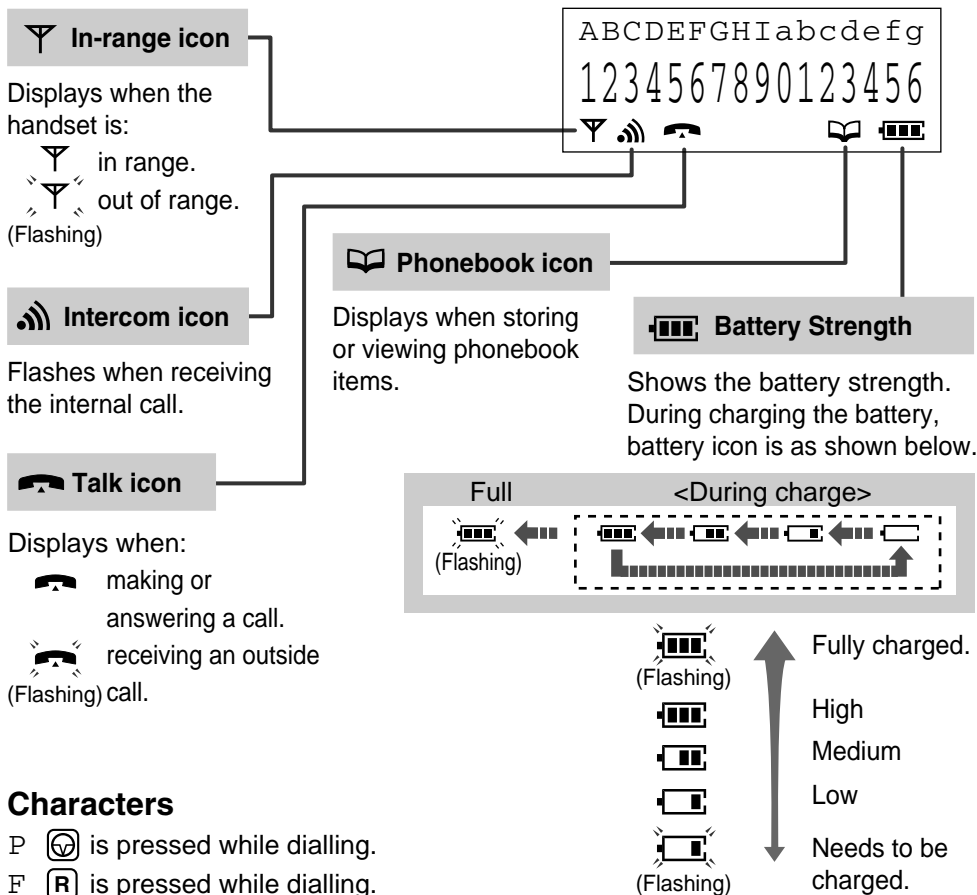 In-range icon
Displays when the
handset is:
in range.
out of range.
(Flashing)
ABCDEFGHIabcdefg
1234567890123456
Intercom icon
Flashes when receiving
the internal call.
Phonebook icon
Displays when storing
or viewing phonebook
items.
Battery Strength
Shows the battery strength.
During charging the battery,
battery icon is as shown below.
Talk icon
Displays when:
making or
answering a call.
receiving an outside
(Flashing) call.
Full <During charge>
(Flashing)
Fully charged.
(Flashing)
High
Medium
Low
Needs to be
charged.
(Flashing)
Characters
P is pressed while dialling.
F R is pressed while dialling.